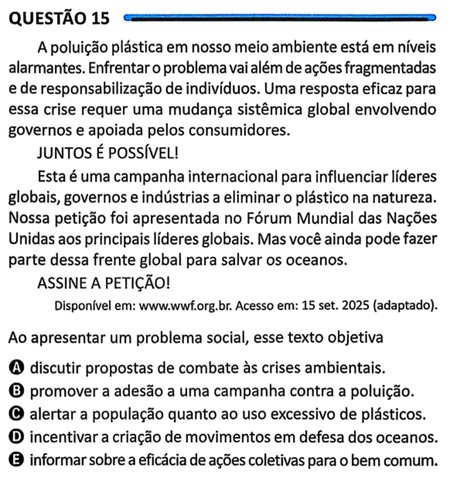 QUESTÃO 15
A poluição plástica em nosso meio ambiente está em níveis
alarmantes. Enfrentar o problema vai além de ações fragmentadas
e de responsabilização de indivíduos. Uma resposta eficaz para
essa crise requer uma mudança sistêmica global envolvendo
governos e apoiada pelos consumidores.
JUNTOS É POSSÍVEL!
Esta é uma campanha internacional para influenciar líderes
globais, governos e indústrias a eliminar o plástico na natureza.
Nossa petição foi apresentada no Fórum Mundial das Nações
Unidas aos principais líderes globais. Mas você ainda pode fazer
parte dessa frente global para salvar os oceanos.
ASSINE A PETIÇÃO!
Disponível em: www.wwf.org.br. Acesso em: 15 set. 2025 (adaptado).
Ao apresentar um problema social, esse texto objetiva
A discutir propostas de combate às crises ambientais.
B promover a adesão a uma campanha contra a poluição.
C alertar a população quanto ao uso excessivo de plásticos.
D incentivar a criação de movimentos em defesa dos oceanos.
E informar sobre a eficácia de ações coletivas para o bem comum.